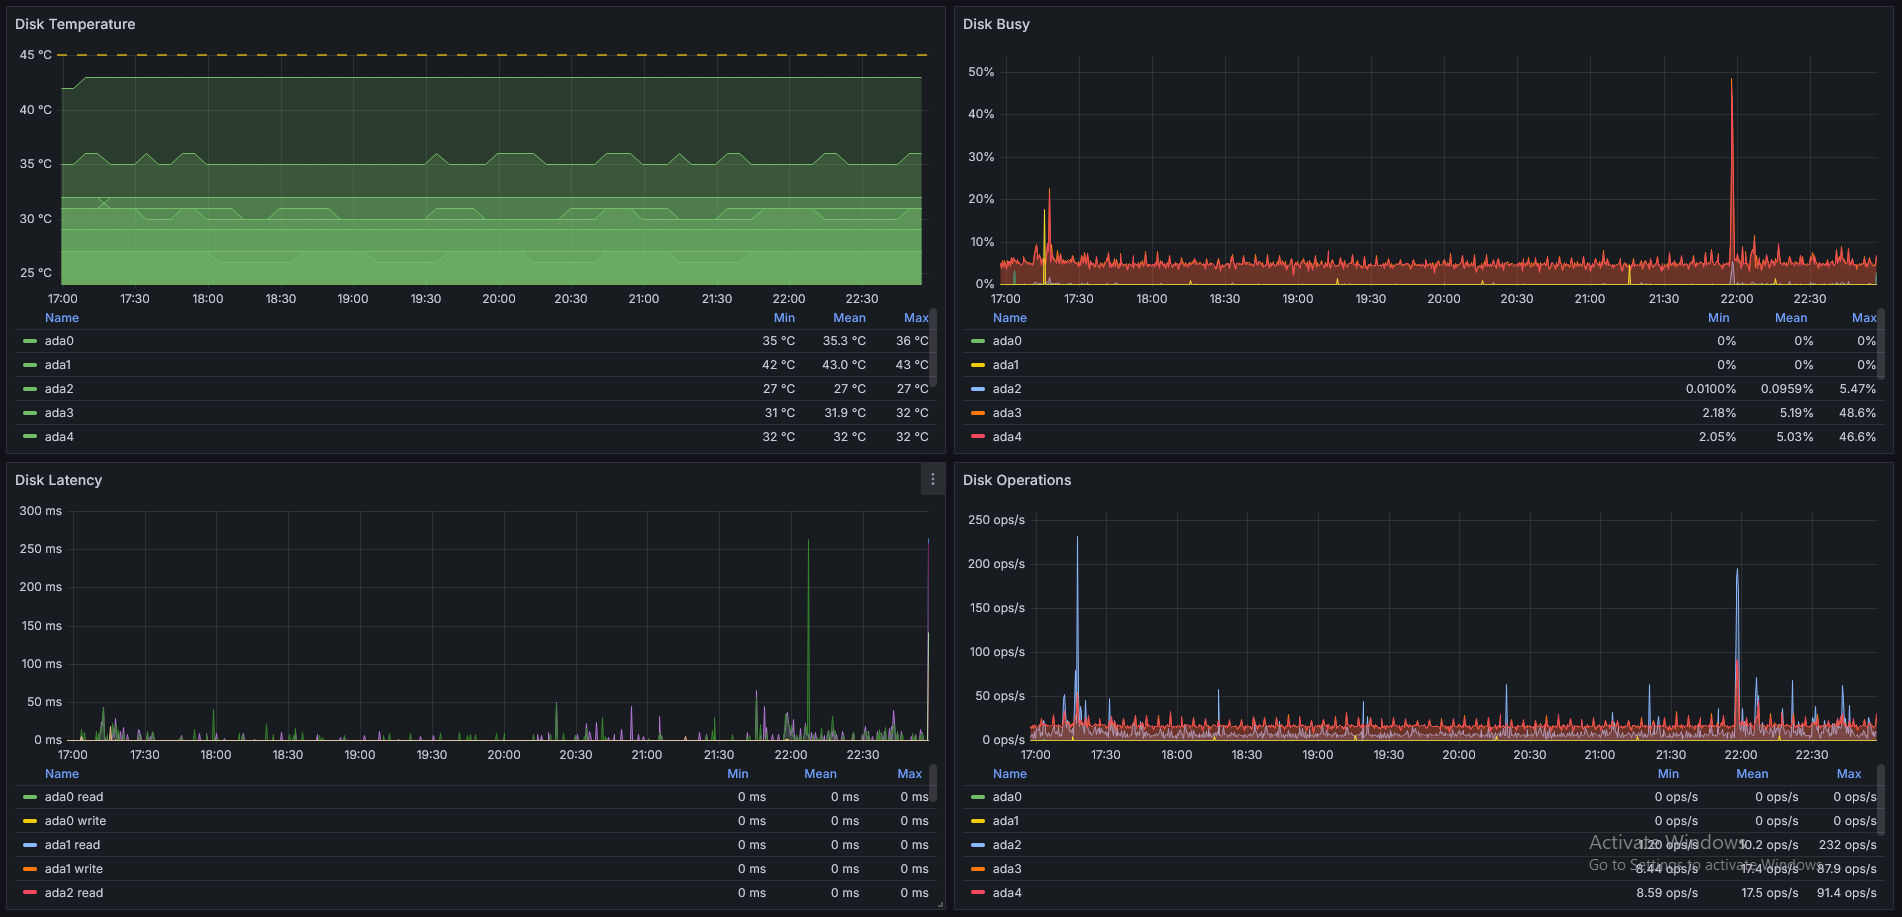 Disk Temperature
45 °C
40 °C
35 °C
30 °C
25 °C
17:00 17:30 18:00 18:30 19:00 19:30 20:00 20:30 21:00 21:30 22:00 22:30
Name Min Mean Max
ada0 35 °C 35.3 °C 36 °C
ada1 42 °C 43.0 °C 43 °C
ada2 27 °C 27 °C 27 °C
ada3 31 °C 31.9 °C 32 °C
ada4 32 °C 32 °C 32 °C
Disk Busy
50%
40%
30%
20%
10%
0%
17:00 17:30 18:00 18:30 19:00 19:30 20:00 20:30 21:00 21:30 22:00 22:30
Name Min Mean Max
ada0 0% 0% 0%
ada1 0% 0% 0%
ada2 0.0100% 0.0959% 5.47%
ada3 2.18% 5.19% 48.6%
ada4 2.05% 5.03% 46.6%
Disk Latency
300 ms
250 ms
200 ms
150 ms
100 ms
50 ms
0 ms
17:00 17:30 18:00 18:30 19:00 19:30 20:00 20:30 21:00 21:30 22:00 22:30
Name Min Mean Max
ada0 read 0 ms 0 ms 0 ms
ada0 write 0 ms 0 ms 0 ms
ada1 read 0 ms 0 ms 0 ms
ada1 write 0 ms 0 ms 0 ms
ada2 read 0 ms 0 ms 0 ms
Disk Operations
250 ops/s
200 ops/s
150 ops/s
100 ops/s
50 ops/s
0 ops/s
17:00 17:30 18:00 18:30 19:00 19:30 20:00 20:30 21:00 21:30 22:00 22:30
Name Min Mean Max
ada0 0 ops/s 0 ops/s 0 ops/s
ada1 0 ops/s 0 ops/s 0 ops/s
ada2 1.20 ops/s 10.2 ops/s 232 ops/s
ada3 8.44 ops/s 17.4 ops/s 87.9 ops/s
ada4 8.59 ops/s 17.5 ops/s 91.4 ops/s
Activate Windows
Go to Settings to activate Windows.